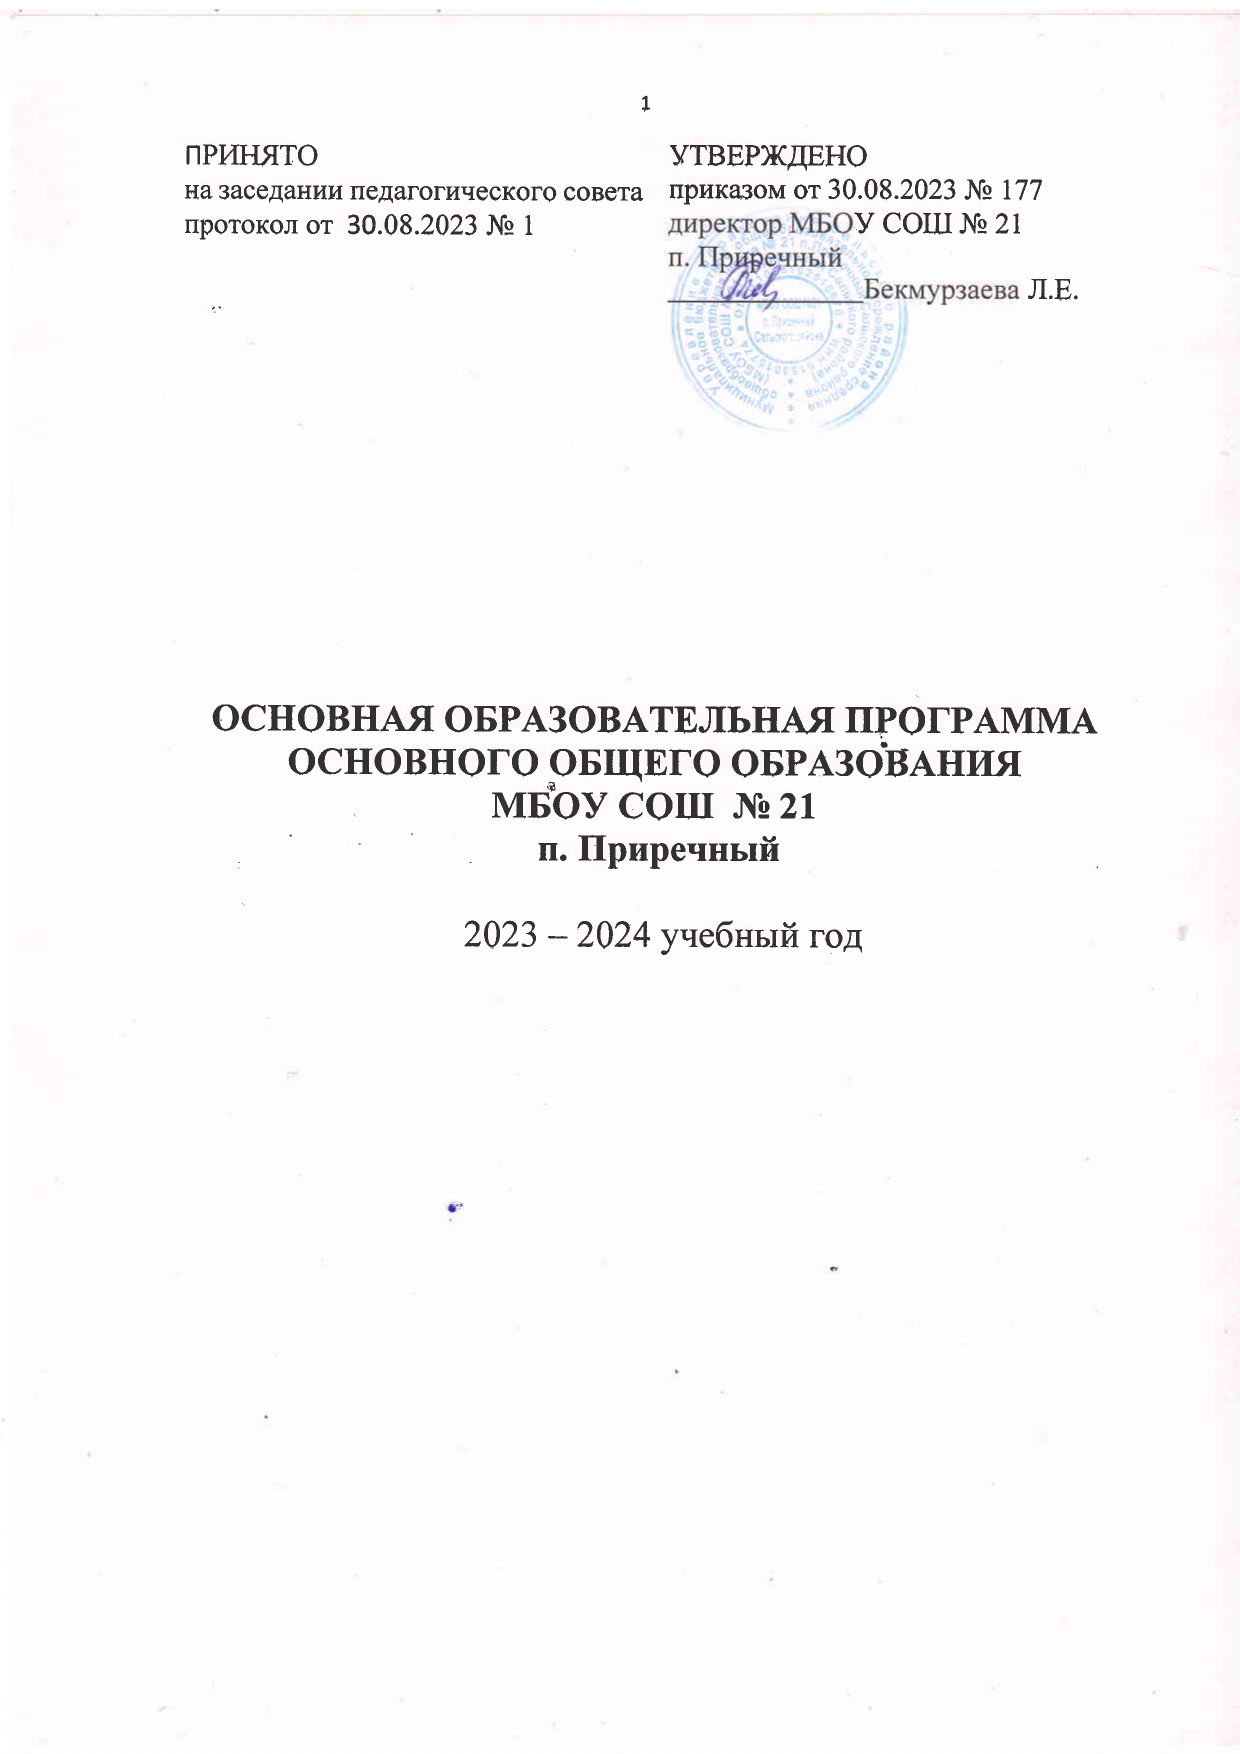 1
ПРИНЯТО
на заседании педагогического совета
протокол от 30.08.2023 № 1
УТВЕРЖДЕНО
приказом от 30.08.2023 № 177
директор МБОУ СОШ № 21
п. Приречный
______________Бекмурзаева Л.Е.
ОСНОВНАЯ ОБРАЗОВАТЕЛЬНАЯ ПРОГРАММА
ОСНОВНОГО ОБЩЕГО ОБРАЗОВАНИЯ
МБОУ СОШ № 21
п. Приречный
2023 – 2024 учебный год